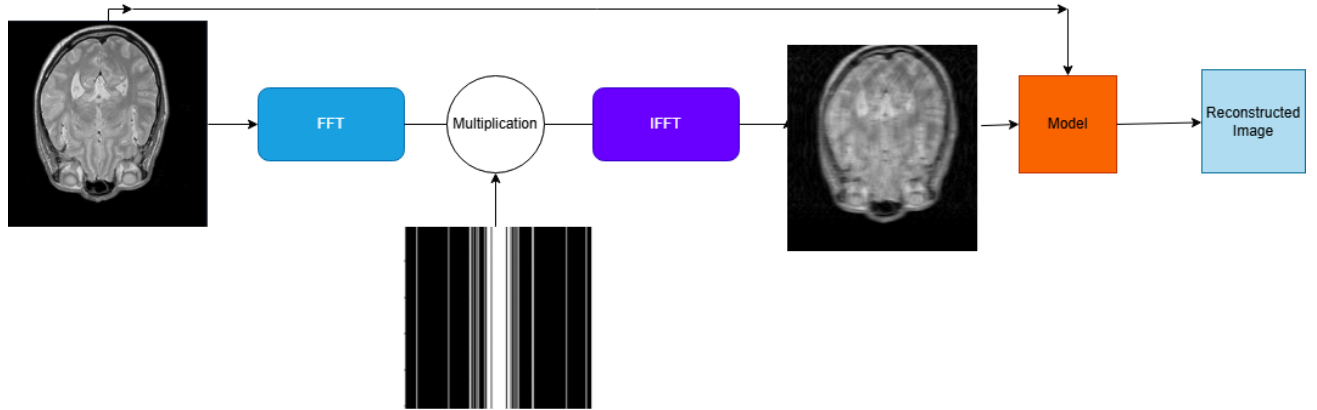 FFT
Multiplication
IFFT
Model
Reconstructed
Image